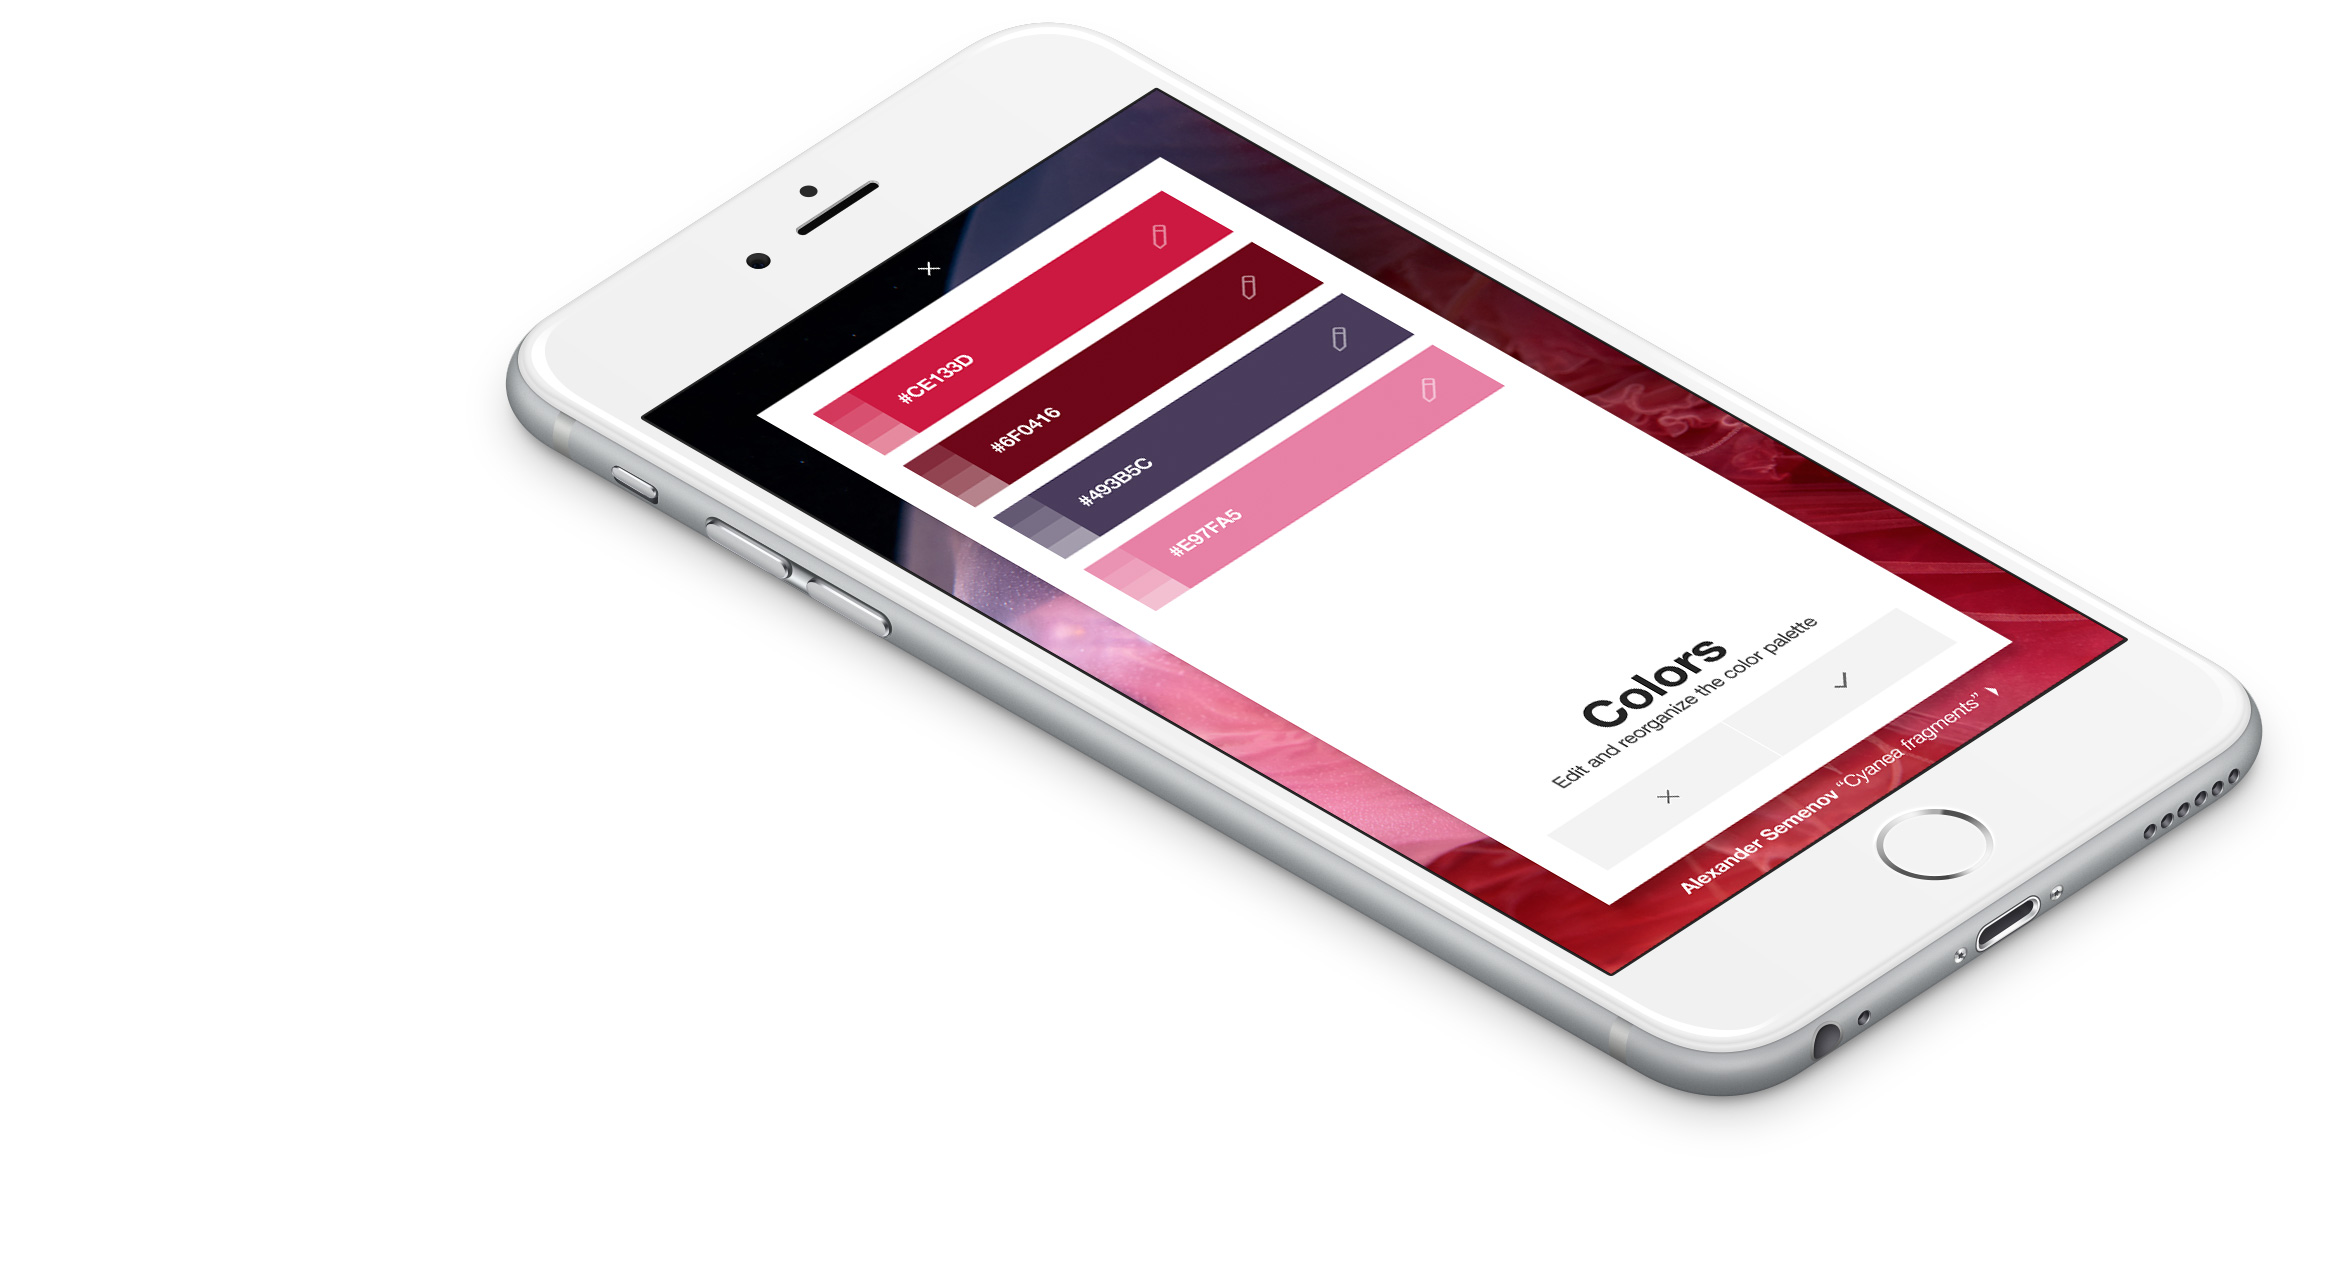 #CE133D
#6F0416
#493B5C
#E97FA5
Colors
Edit and reorganize the color palette
Alexander Semenov “Cyanea fragments”